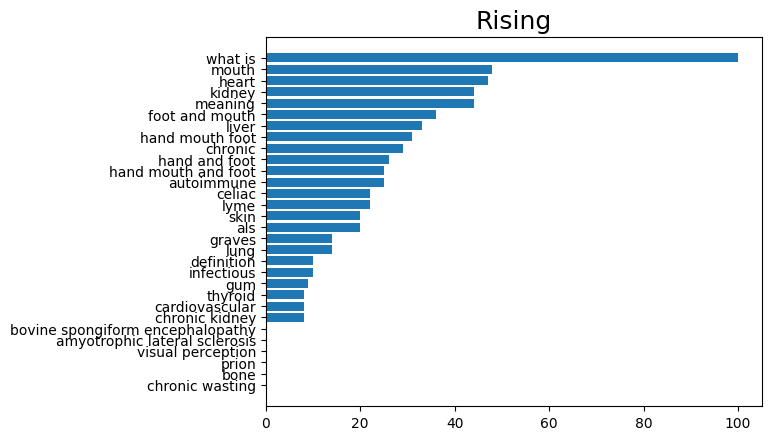 Rising
what is
mouth
heart
kidney
meaning
foot and mouth
liver
hand mouth foot
chronic
hand and foot
hand mouth and foot
autoimmune
celiac
lyme
skin
als
graves
lung
definition
infectious
gum
thyroid
cardiovascular
chronic kidney
bovine spongiform encephalopathy
amyotrophic lateral sclerosis
visual perception
prion
bone
chronic wasting
0 20 40 60 80 100